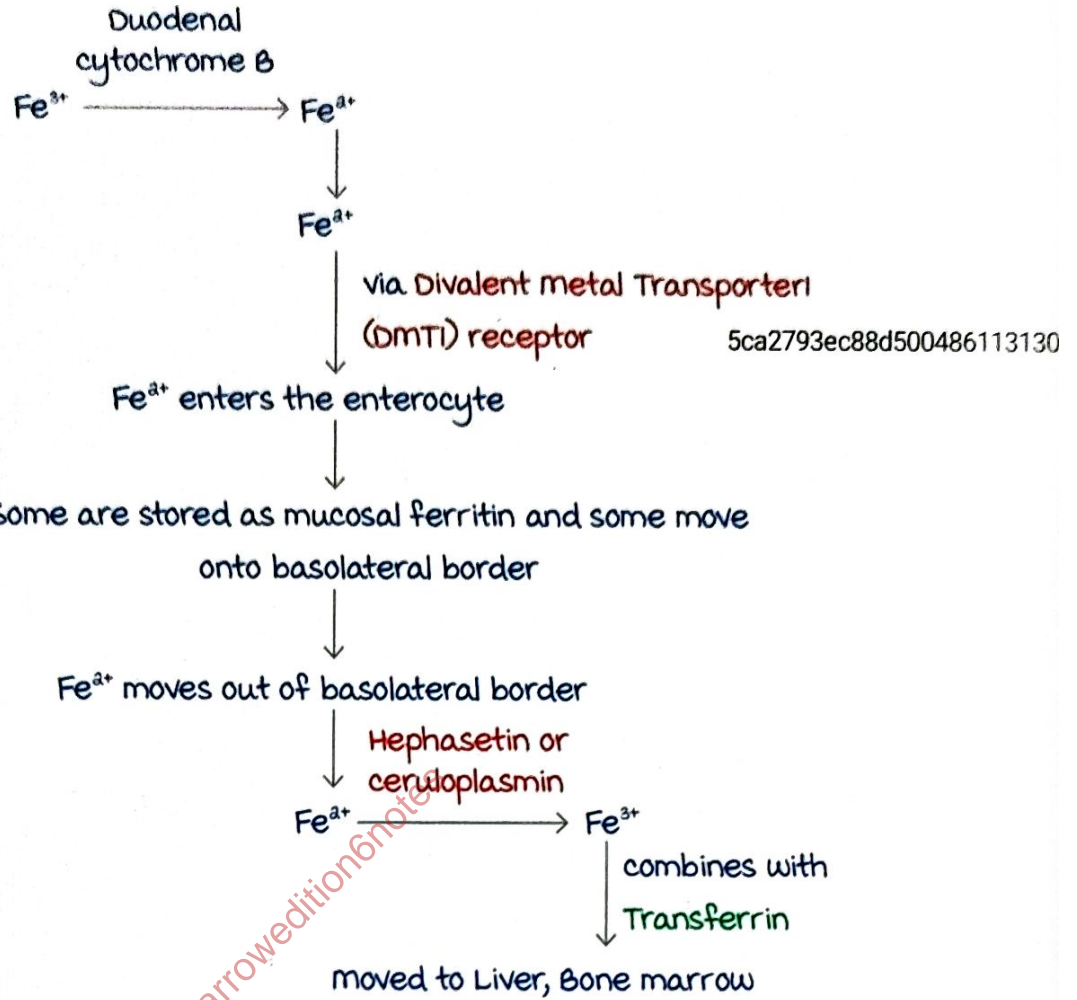 Duodenal
cytochrome B
Fe³⁺ → Fe²⁺
Fe²⁺
via Divalent metal Transporter1
(DMT1) receptor
5ca2793ec88d500486113130
Fe²⁺ enters the enterocyte
some are stored as mucosal ferritin and some move
onto basolateral border
Fe²⁺ moves out of basolateral border
Hephasetin or
ceruloplasmin
Fe²⁺ → Fe³⁺
combines with
Transferrin
moved to Liver, Bone marrow
arrowedition6notes